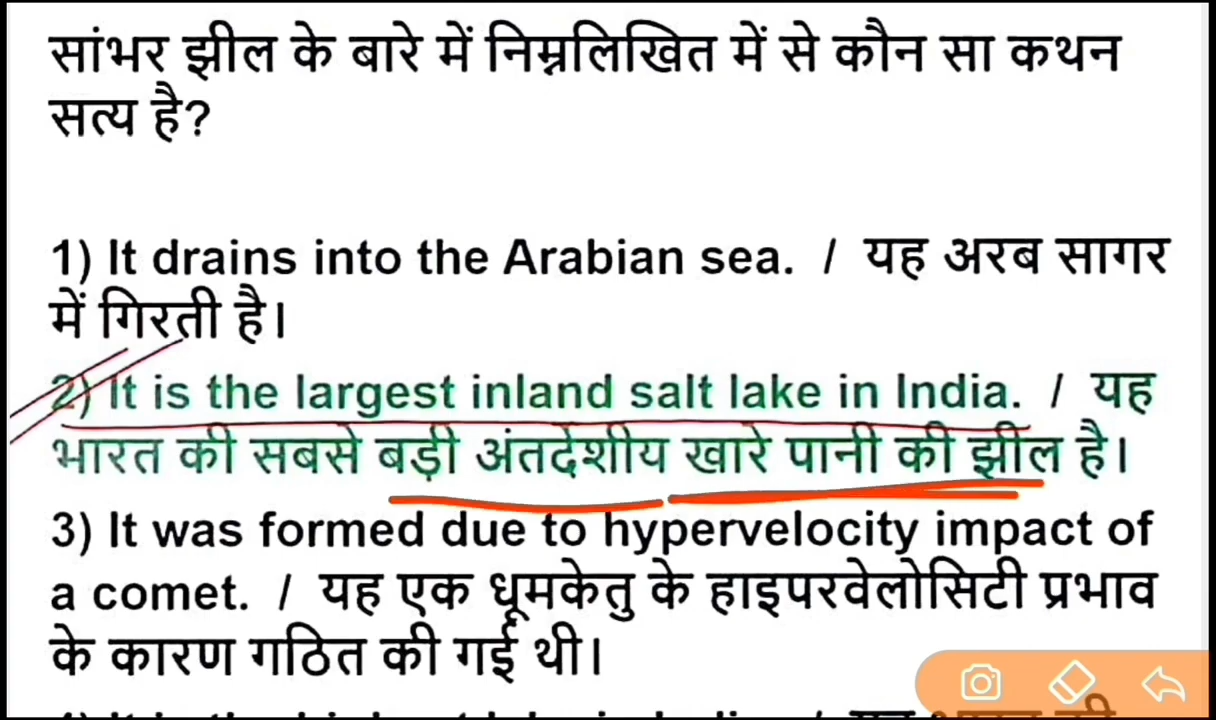 सांभर झील के बारे में निम्नलिखित में से कौन सा कथन
सत्य है?
1) It drains into the Arabian sea. / यह अरब सागर
में गिरती है।
2) It is the largest inland salt lake in India. / यह
भारत की सबसे बड़ी अंतर्देशीय खारे पानी की झील है।
3) It was formed due to hypervelocity impact of
a comet. / यह एक धूमकेतु के हाइपरवेलोसिटी प्रभाव
के कारण गठित की गई थी।